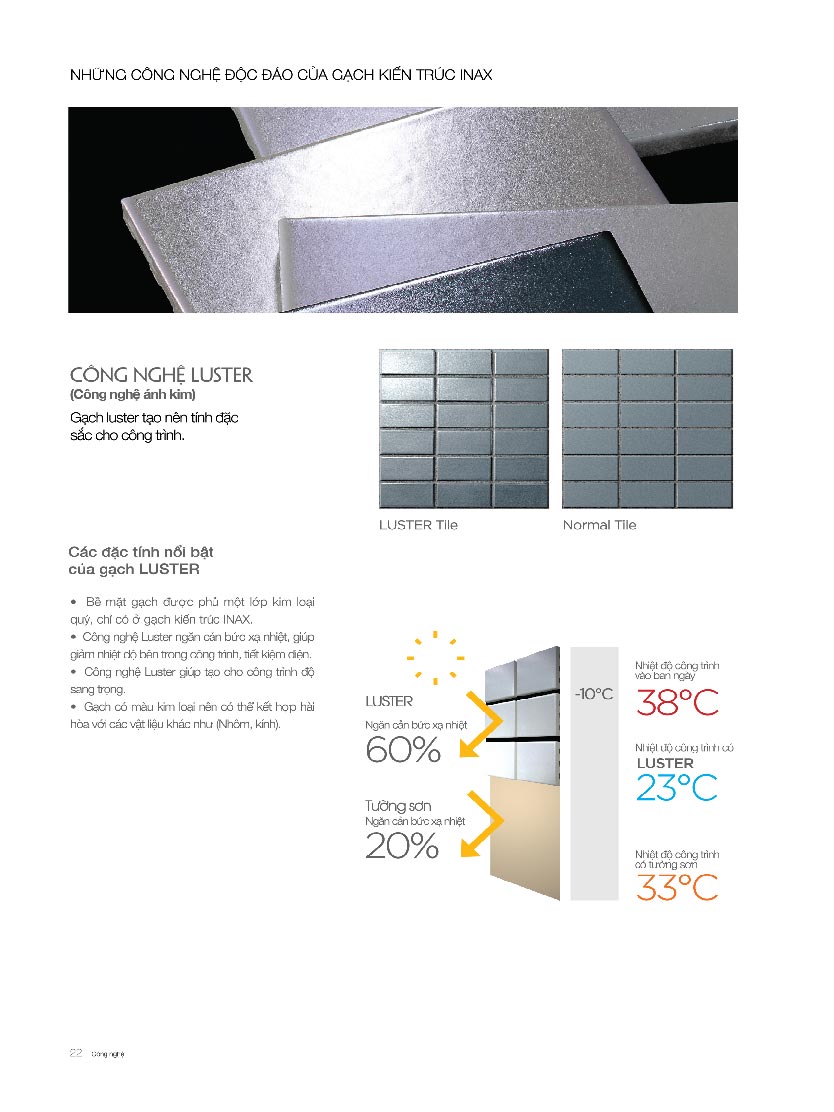 NHỮNG CÔNG NGHỆ ĐỘC ĐÁO CỦA GẠCH KIẾN TRÚC INAX
CÔNG NGHỆ LUSTER
(Công nghệ ánh kim)
Gạch luster tạo nên tính đặc
sắc cho công trình.
LUSTER Tile
Normal Tile
Các đặc tính nổi bật
của gạch LUSTER
• Bề mặt gạch được phủ một lớp kim loại
quý, chỉ có ở gạch kiến trúc INAX.
• Công nghệ Luster ngăn cản bức xạ nhiệt, giúp
giảm nhiệt độ bên trong công trình, tiết kiệm điện.
• Công nghệ Luster giúp tạo cho công trình độ
sang trọng.
• Gạch có màu kim loại nên có thể kết hợp hài
hòa với các vật liệu khác như (Nhôm, kính).
LUSTER
Ngăn cản bức xạ nhiệt
60%
Tường sơn
Ngăn cản bức xạ nhiệt
20%
-10°C
Nhiệt độ công trình
vào ban ngày
38°C
Nhiệt độ công trình có
LUSTER
23°C
Nhiệt độ công trình
có tường sơn
33°C
22 Công nghệ